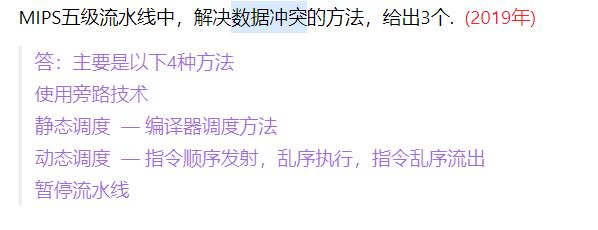 MIPS五级流水线中，解决数据冲突的方法，给出3个.  (2019年)
答：主要是以下4种方法
使用旁路技术
静态调度  — 编译器调度方法
动态调度  — 指令顺序发射，乱序执行，指令乱序流出
暂停流水线